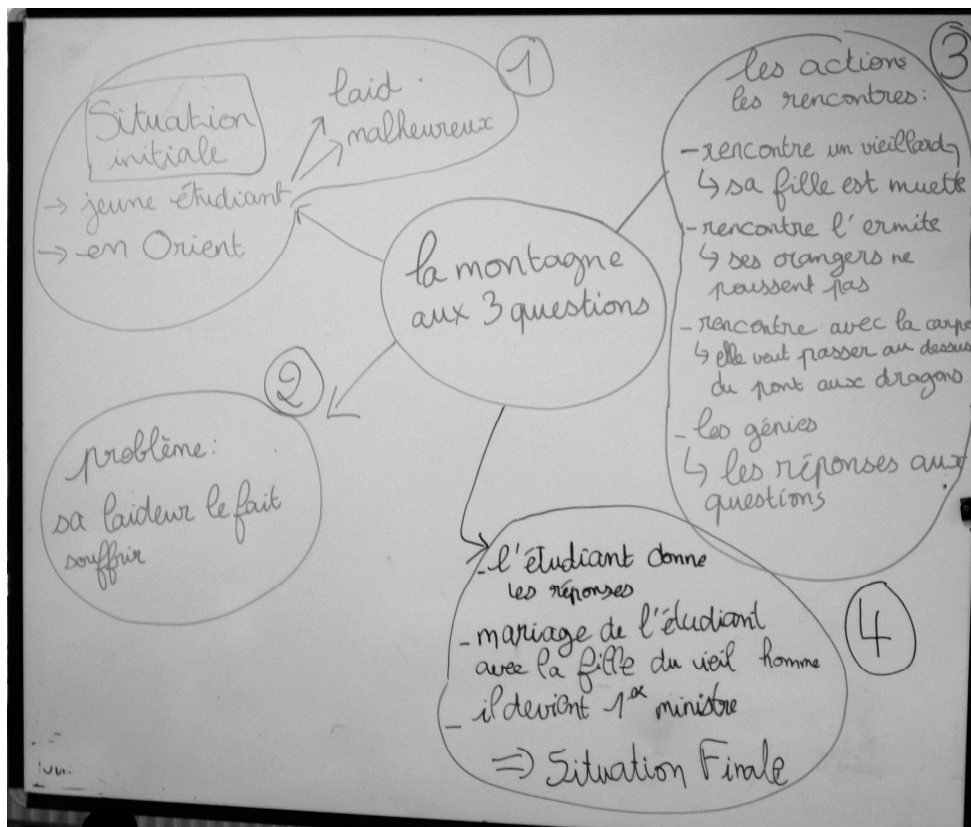 la montagne
aux 3 questions
1
Situation
initiale
laid
malheureux
→ jeune étudiant
→ en Orient
2
problème:
sa laideur le fait
souffrir
3
les actions
les rencontres:
- rencontre un vieillard
↳ sa fille est muette
- rencontre l'ermite
↳ ses orangers ne
poussent pas
- rencontre avec la carpe
↳ elle veut passer au dessus
du pont aux dragons
- les génies
↳ les réponses aux
questions
4
- l'étudiant donne
les réponses
- mariage de l'étudiant
avec la fille du vieil homme
- il devient 1er ministre
=> Situation Finale